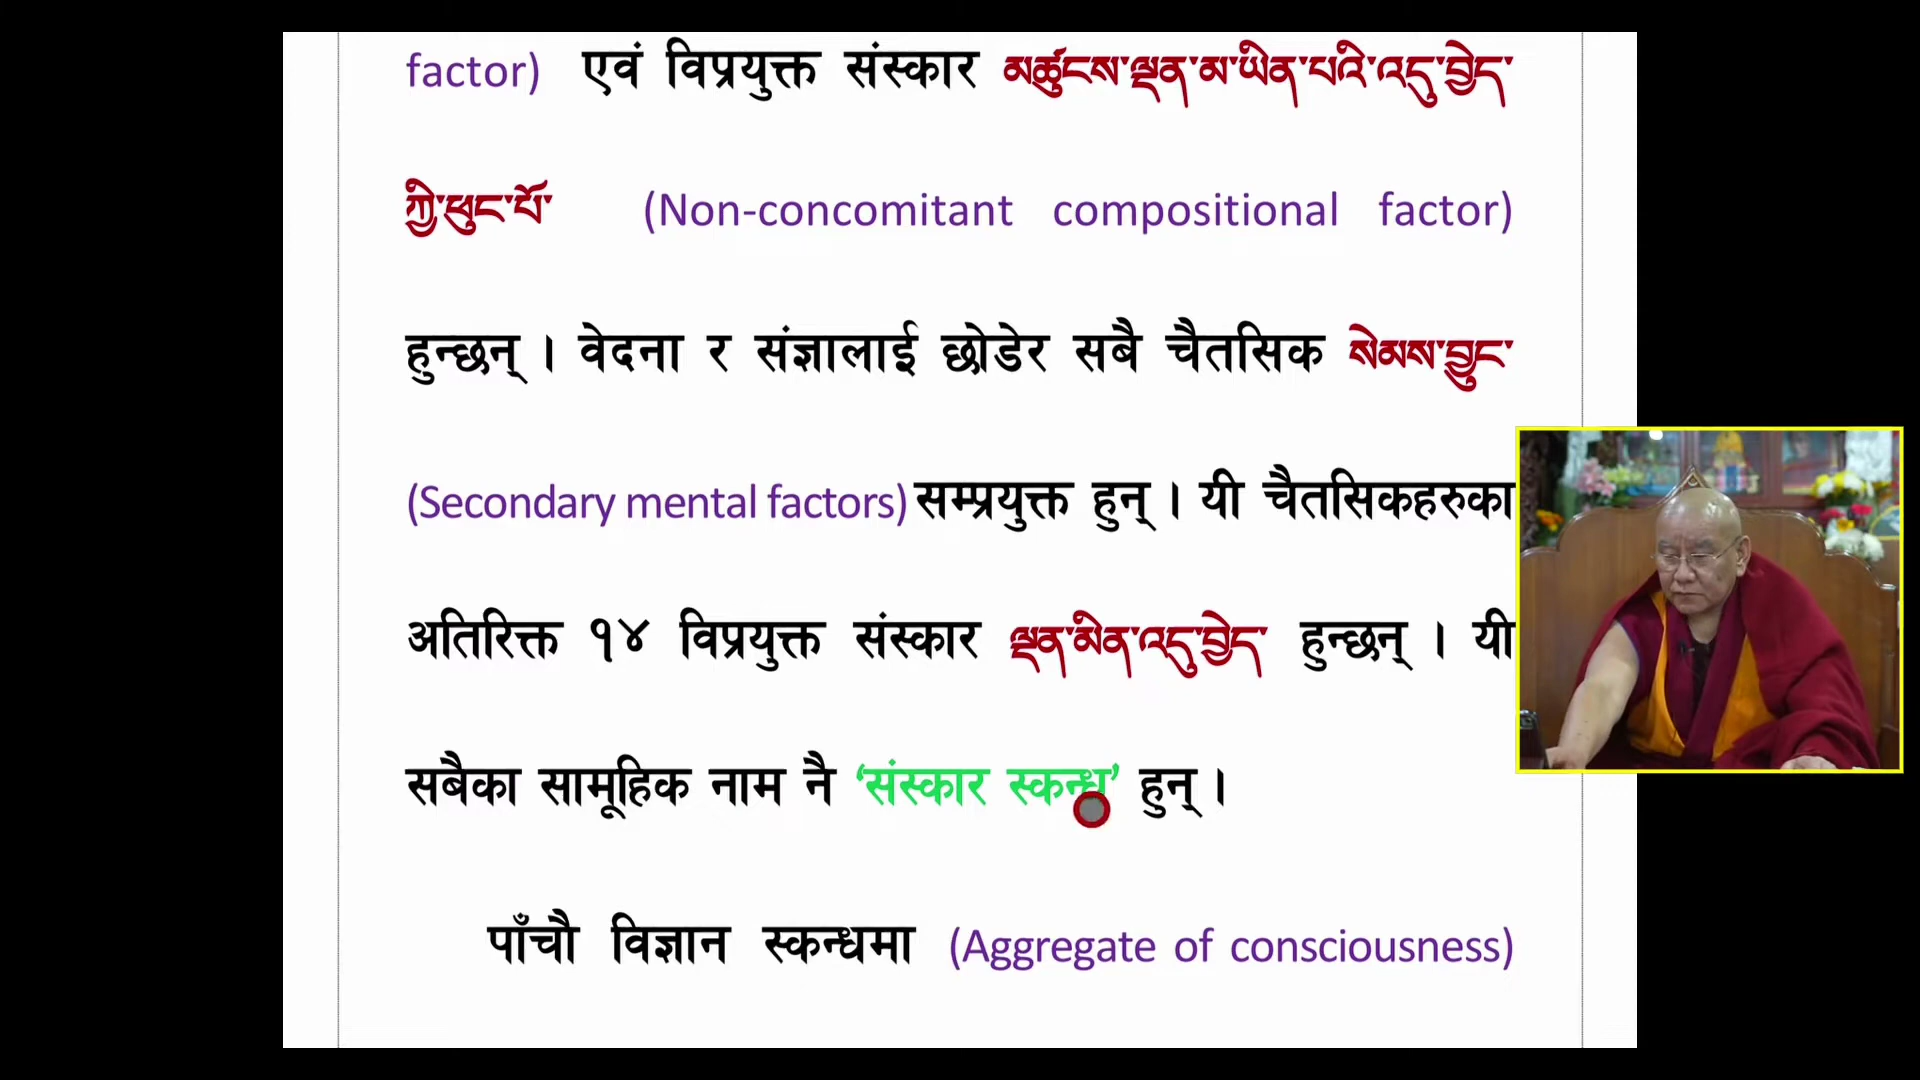 factor) एवं विप्रयुक्त संस्कार མཚུངས་ལྡན་མ་ཡིན་པའི་འདུ་བྱེད་
ཀྱི་ཕུང་པོ་ (Non-concomitant compositional factor)
हुन्छन् । वेदना र संज्ञालाई छोडेर सबै चैतसिक སེམས་བྱུང་
(Secondary mental factors) सम्प्रयुक्त हुन् । यी चैतसिकहरुका
अतिरिक्त १४ विप्रयुक्त संस्कार ལྡན་མིན་འདུ་བྱེད་ हुन्छन् । यी
सबैका सामूहिक नाम नै ‘संस्कार स्कन्ध’ हुन् ।
पाँचौ विज्ञान स्कन्धमा (Aggregate of consciousness)